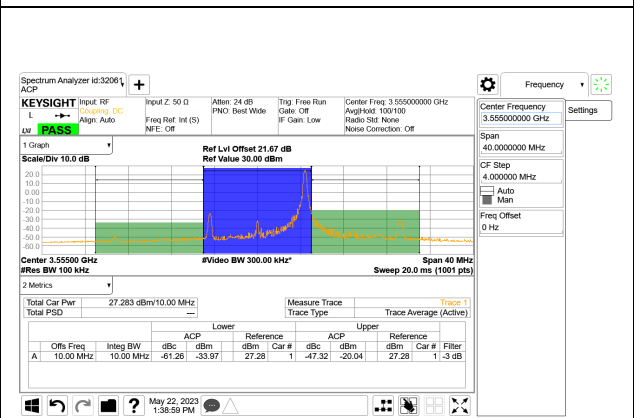 Spectrum Analyzer id:32061
ACP
Frequency
KEYSIGHT
L
PASS
Input: RF
Coupling: DC
Align: Auto
Input Z: 50 Ω
Freq Ref: Int (S)
NFE: Off
Atten: 24 dB
PNO: Best Wide
Trig: Free Run
Gate: Off
IF Gain: Low
Center Freq: 3.555000000 GHz
Avg|Hold: 100/100
Radio Std: None
Noise Correction: Off
Center Frequency
3.555000000 GHz
Settings
Span
40.0000000 MHz
CF Step
4.000000 MHz
Auto
Man
Freq Offset
0 Hz
1 Graph
Scale/Div 10.0 dB
Ref Lvl Offset 21.67 dB
Ref Value 30.00 dBm
20.0
10.0
0.00
-10.0
-20.0
-30.0
-40.0
-50.0
-60.0
Center 3.55500 GHz
#Res BW 100 kHz
#Video BW 300.00 kHz*
Span 40 MHz
Sweep 20.0 ms (1001 pts)
2 Metrics
Total Car Pwr 27.283 dBm/10.00 MHz
Total PSD ---
Measure Trace Trace 1
Trace Type Trace Average (Active)
Lower Upper
ACP Reference ACP Reference
Offs Freq Integ BW dBc dBm dBm Car # dBc dBm dBm Car # Filter
A 10.00 MHz 10.00 MHz -61.26 -33.97 27.28 1 -47.32 -20.04 27.28 1 -3 dB
May 22, 2023
1:38:59 PM